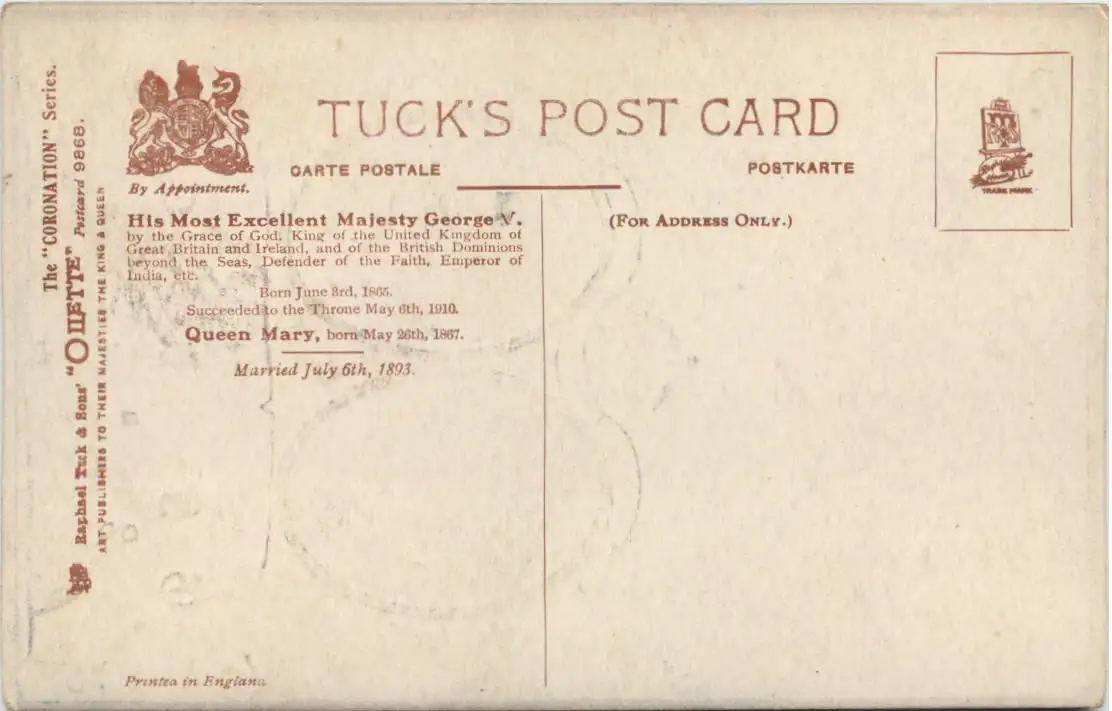 The "CORONATION" Series.
Raphael Tuck & Sons' "OILETTE" Postcard 9868.
ART PUBLISHERS TO THEIR MAJESTIES THE KING & QUEEN
By Appointment.
TUCK'S POST CARD
CARTE POSTALE
POSTKARTE
His Most Excellent Majesty George V.
by the Grace of God, King of the United Kingdom of
Great Britain and Ireland, and of the British Dominions
beyond the Seas, Defender of the Faith, Emperor of
India, etc.
Born June 3rd, 1865.
Succeeded to the Throne May 6th, 1910.
Queen Mary, born May 26th, 1867.
Married July 6th, 1893.
(FOR ADDRESS ONLY.)
TRADE MARK
Printed in England